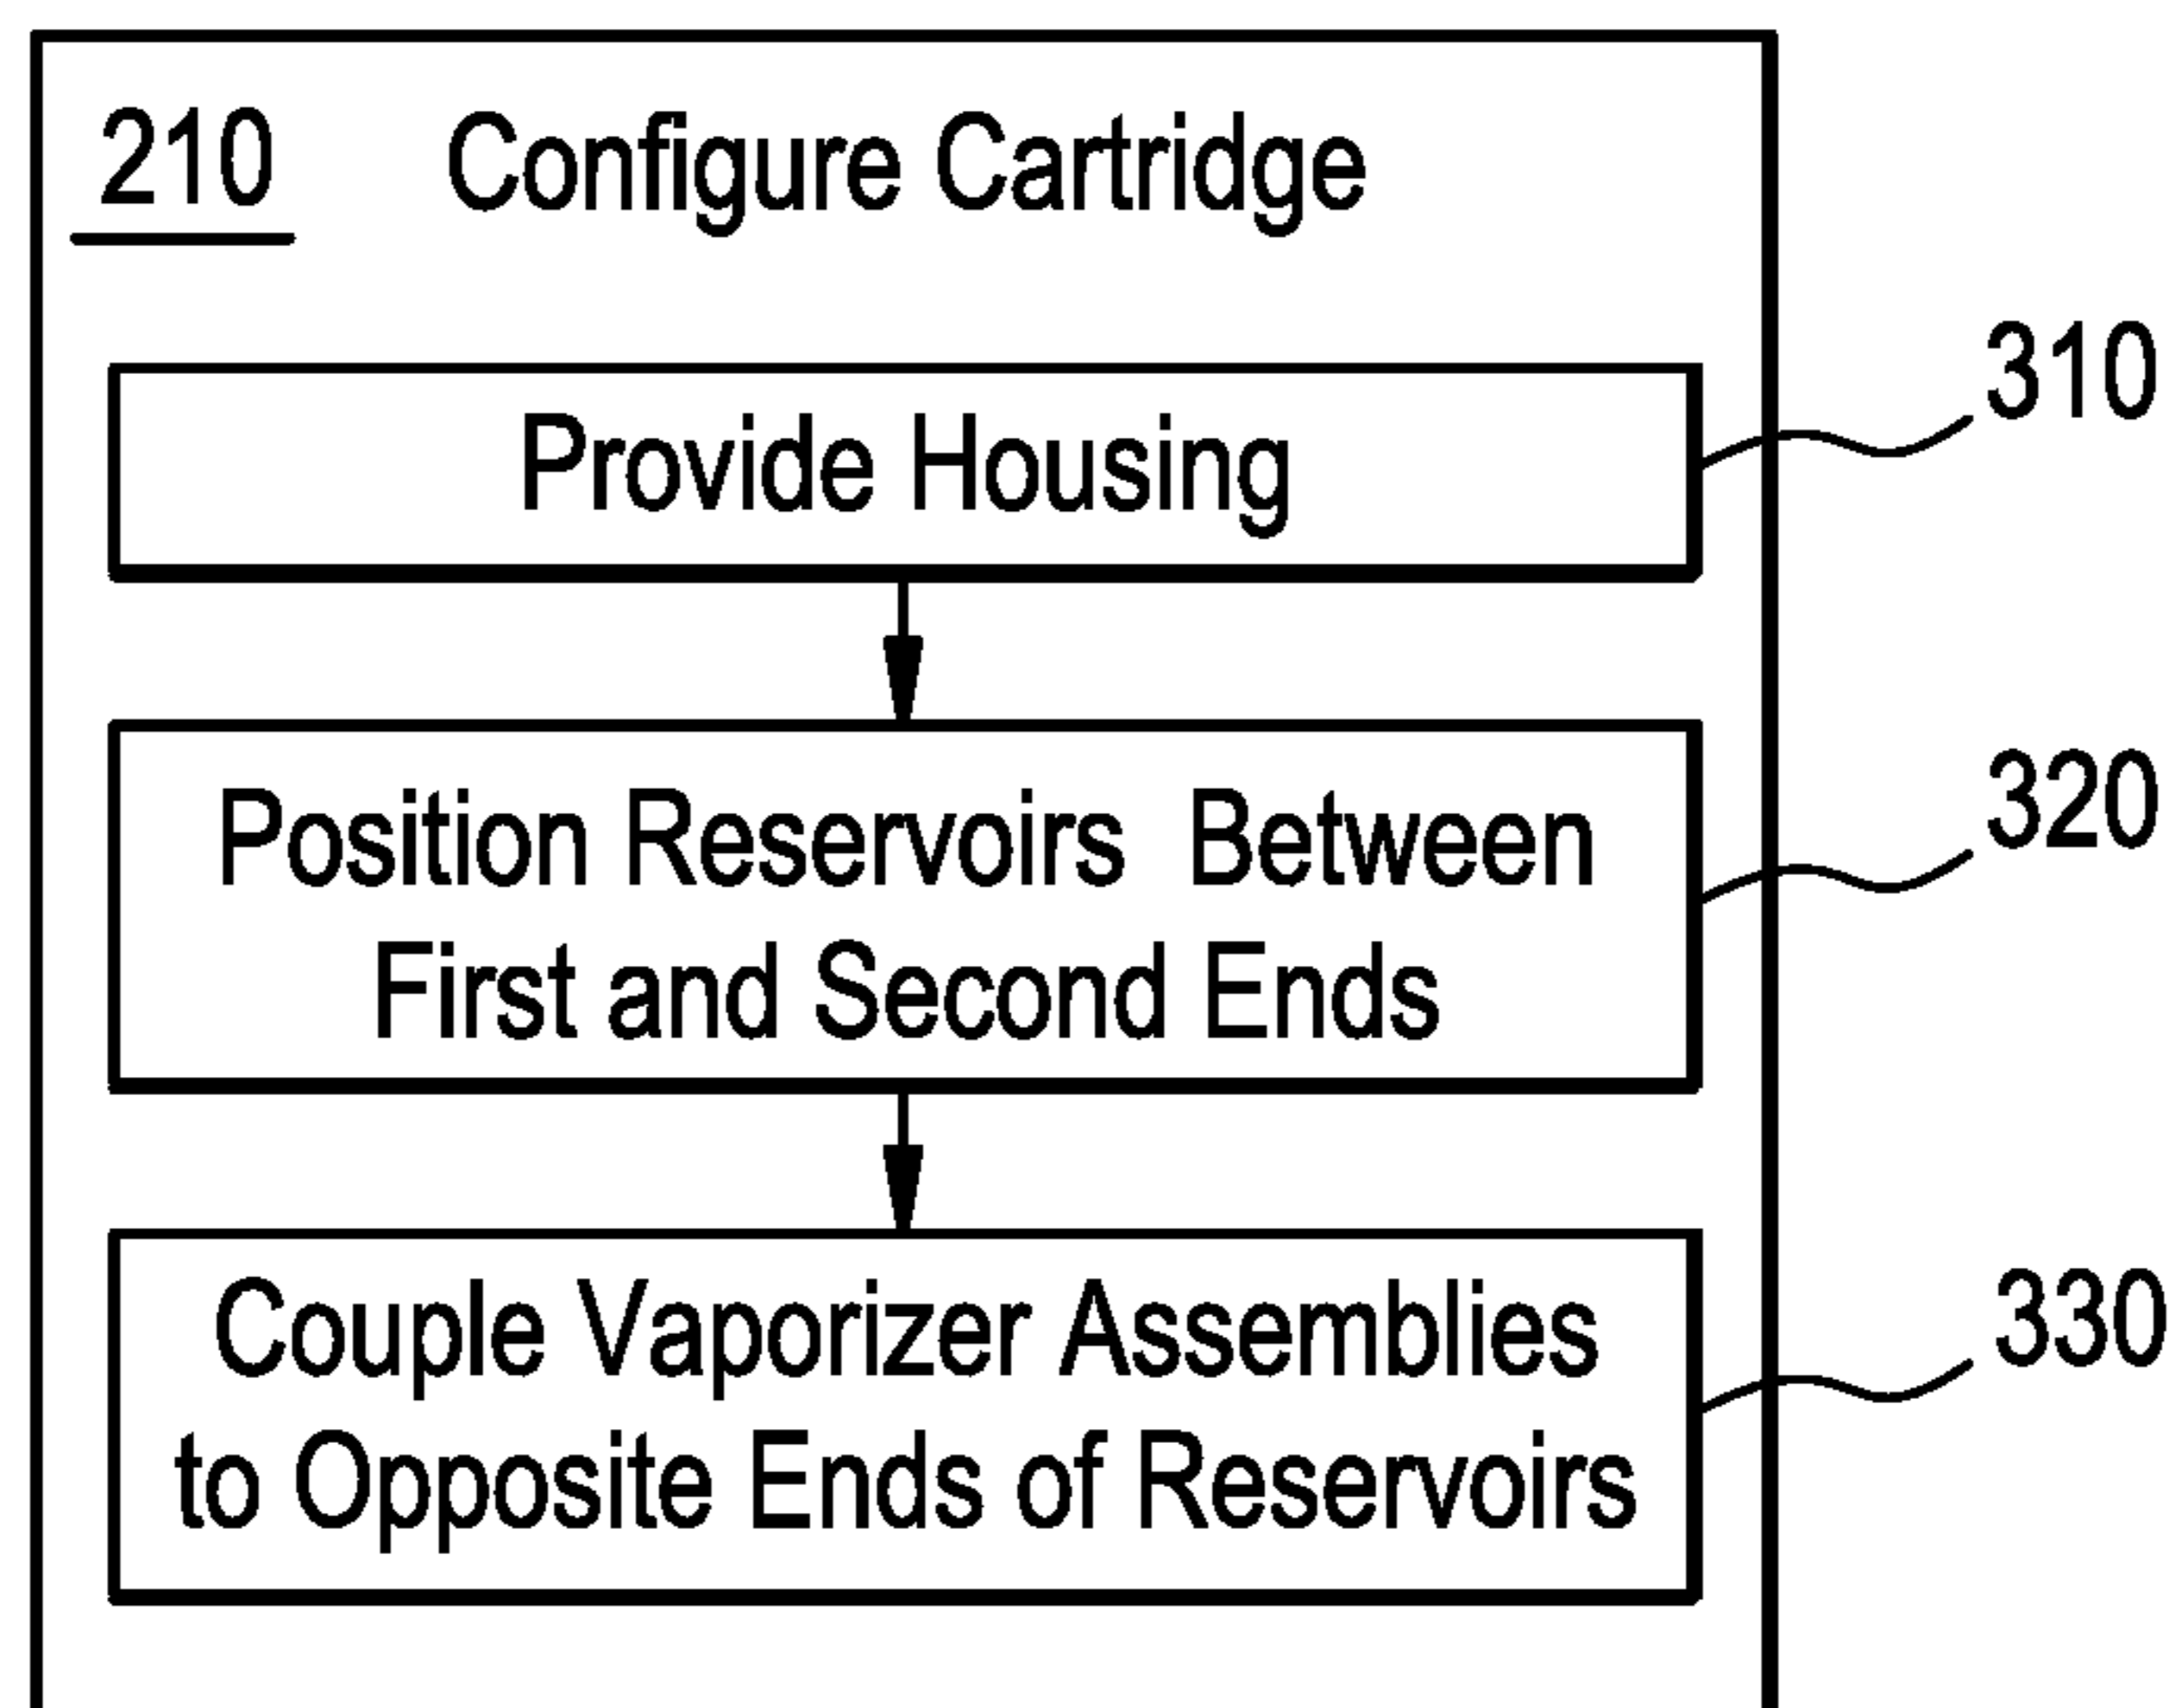 210 Configure Cartridge
Provide Housing
310
Position Reservoirs Between
First and Second Ends
320
Couple Vaporizer Assemblies
to Opposite Ends of Reservoirs
330